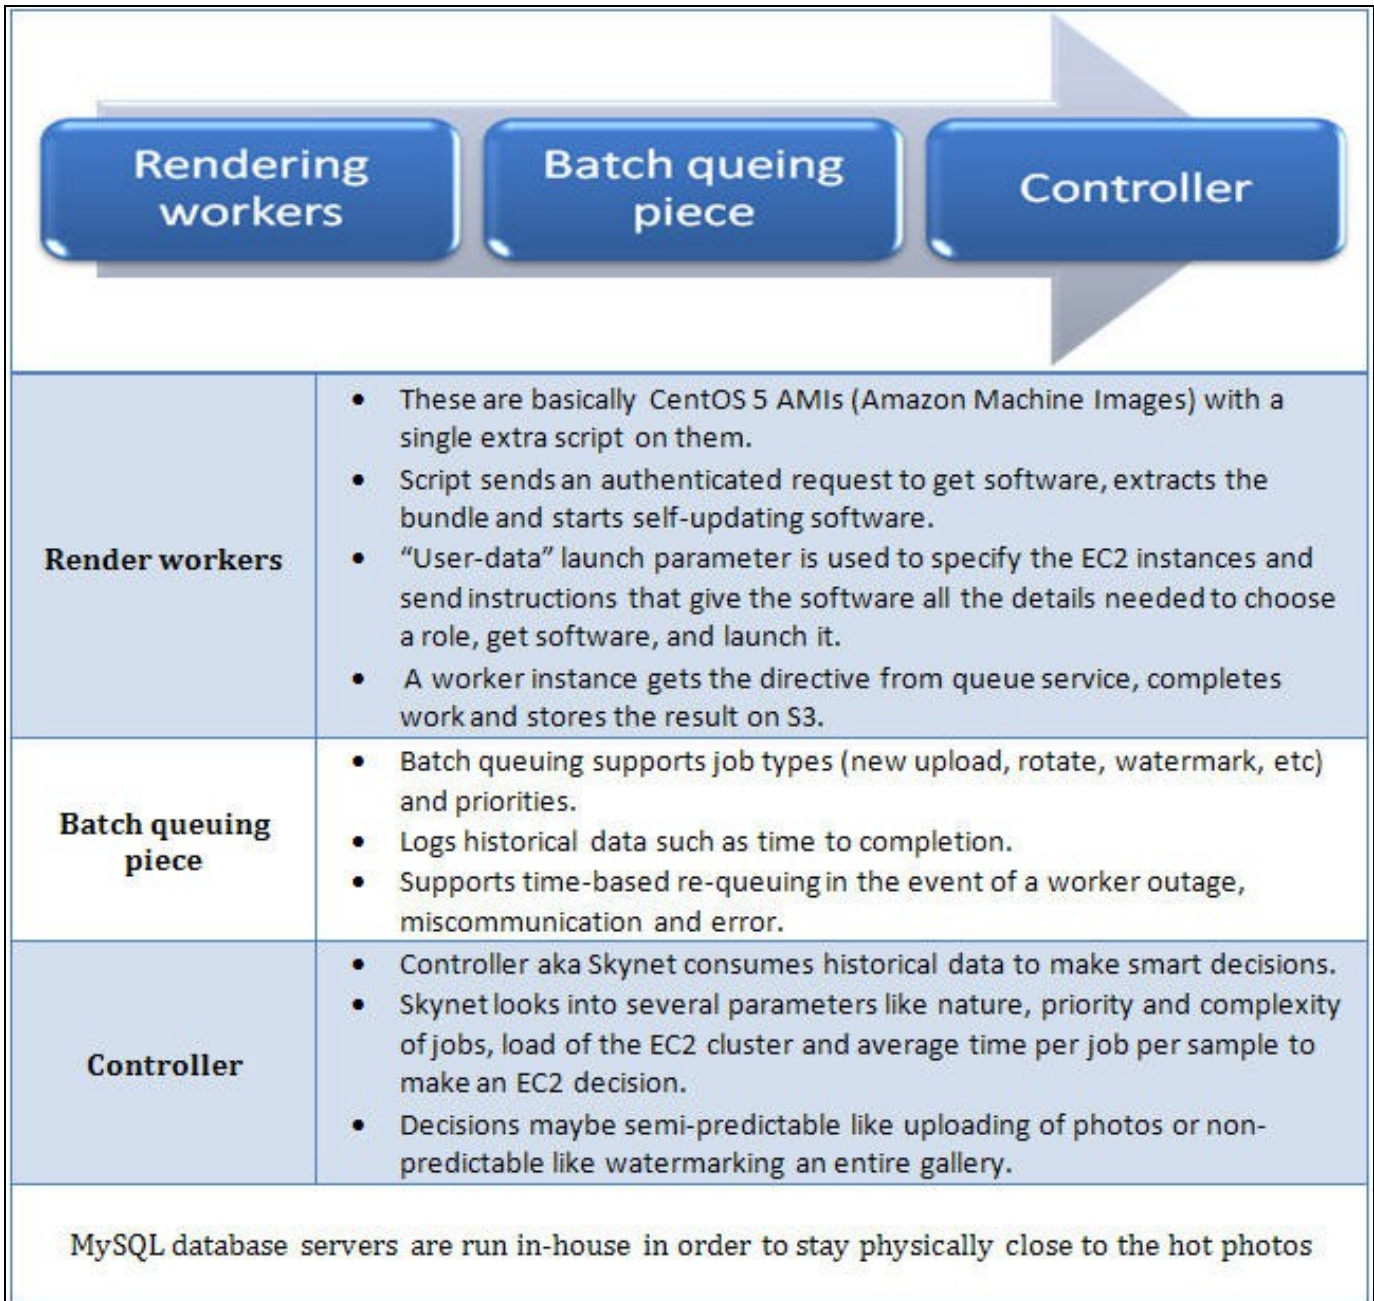 Rendering
workers
Batch queing
piece
Controller
Render workers
• These are basically CentOS 5 AMIs (Amazon Machine Images) with a
single extra script on them.
• Script sends an authenticated request to get software, extracts the
bundle and starts self-updating software.
• “User-data” launch parameter is used to specify the EC2 instances and
send instructions that give the software all the details needed to choose
a role, get software, and launch it.
• A worker instance gets the directive from queue service, completes
work and stores the result on S3.
Batch queuing
piece
• Batch queuing supports job types (new upload, rotate, watermark, etc)
and priorities.
• Logs historical data such as time to completion.
• Supports time-based re-queuing in the event of a worker outage,
miscommunication and error.
Controller
• Controller aka Skynet consumes historical data to make smart decisions.
• Skynet looks into several parameters like nature, priority and complexity
of jobs, load of the EC2 cluster and average time per job per sample to
make an EC2 decision.
• Decisions maybe semi-predictable like uploading of photos or non-
predictable like watermarking an entire gallery.
MySQL database servers are run in-house in order to stay physically close to the hot photos